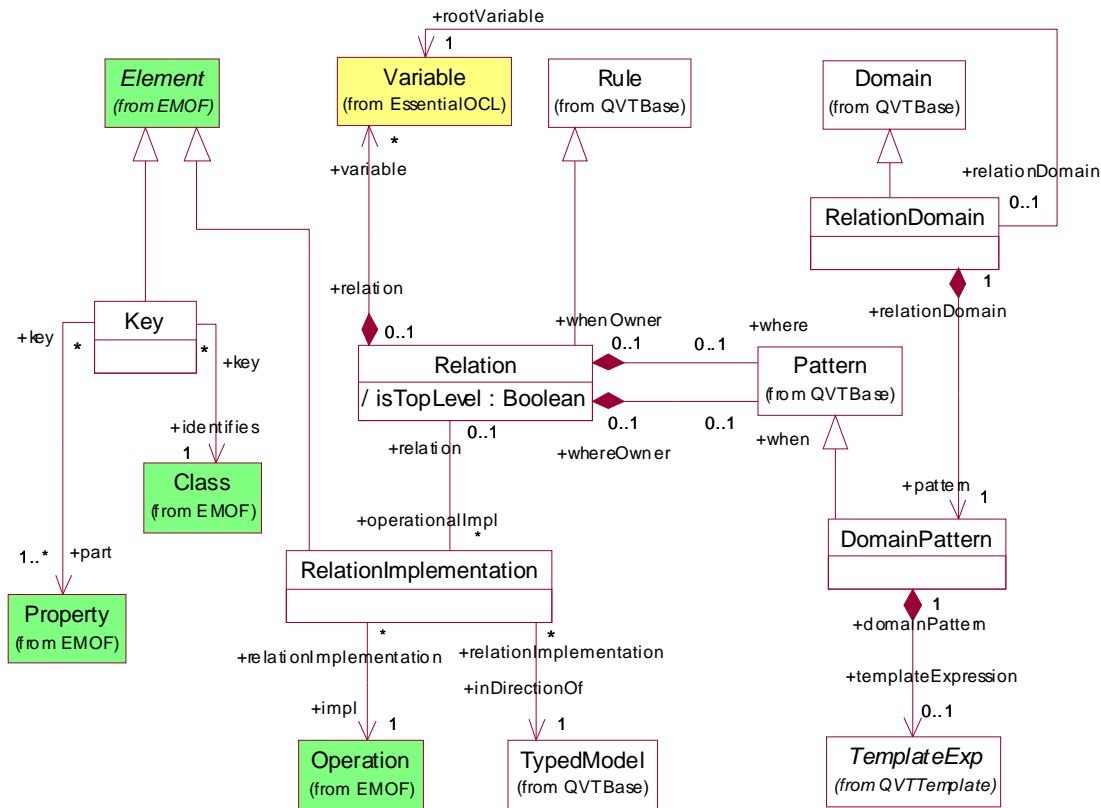 +rootVariable
1
Element
(from EMOF)
Variable
(from EssentialOCL)
Rule
(from QVTBase)
Domain
(from QVTBase)
*
+variable
+relationDomain
0..1
RelationDomain
1
+relationDomain
+relation
0..1
+key
*
Key
*
+key
+whenOwner
0..1
0..1
+where
Relation
/ isTopLevel : Boolean
Pattern
(from QVTBase)
0..1
+whereOwner
0..1
+when
0..1
+relation
+identifies
1
Class
(from EMOF)
+pattern
1
+operationalImpl
*
DomainPattern
1..*
+part
RelationImplementation
Property
(from EMOF)
1
+domainPattern
*
+relationImplementation
*
+relationImplementation
+inDirectionOf
+templateExpression
+impl
1
1
0..1
Operation
(from EMOF)
TypedModel
(from QVTBase)
TemplateExp
(from QVTTemplate)